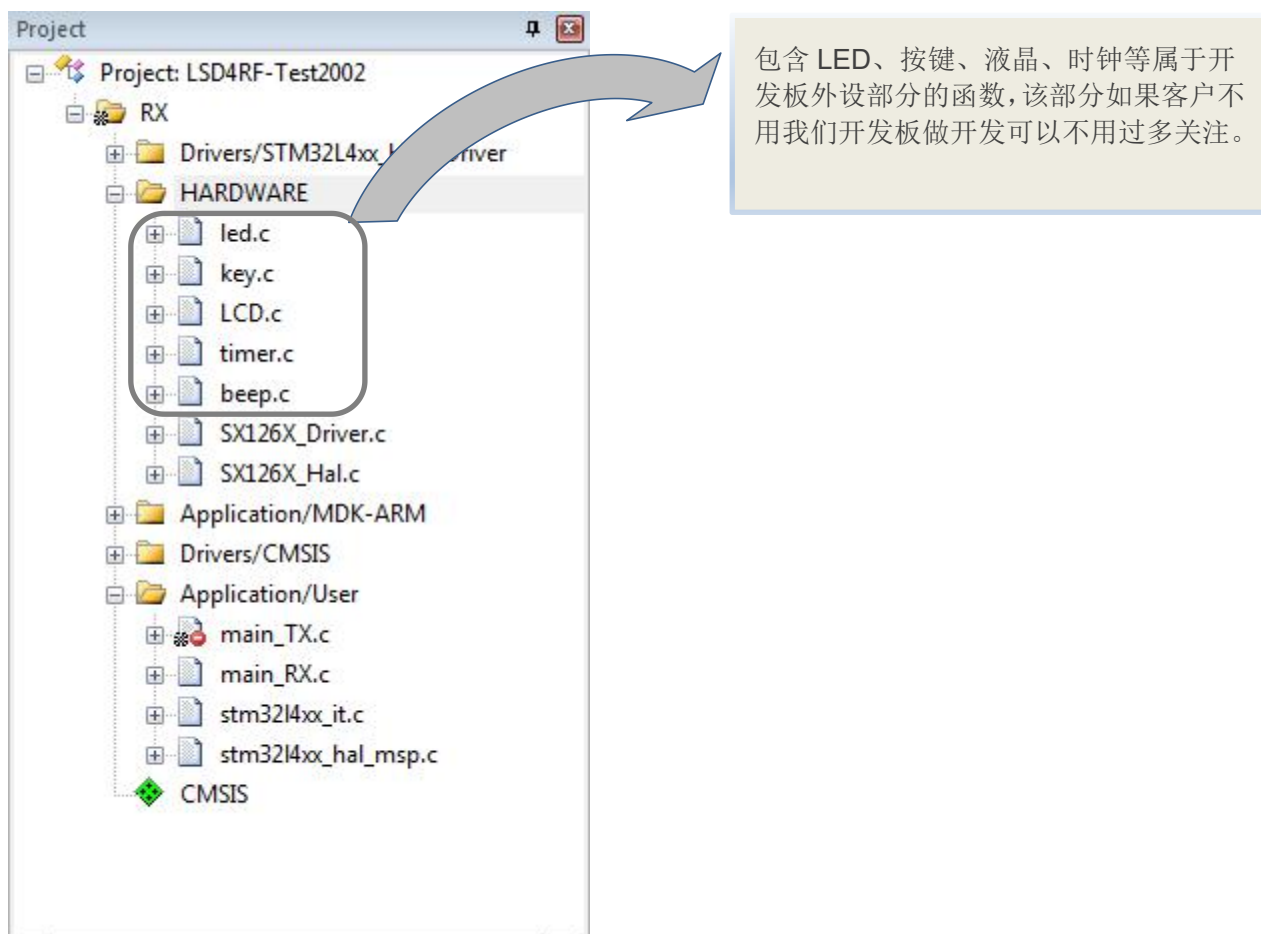 Project
Project: LSD4RF-Test2002
RX
Drivers/STM32L4xx_
HARDWARE
led.c
key.c
LCD.c
timer.c
beep.c
SX126X_Driver.c
SX126X_Hal.c
Application/MDK-ARM
Drivers/CMSIS
Application/User
main_TX.c
main_RX.c
stm32l4xx_it.c
stm32l4xx_hal_msp.c
CMSIS
包含 LED、按键、液晶、时钟等属于开
发板外设部分的函数，该部分如果客户不
用我们开发板做开发可以不用过多关注。